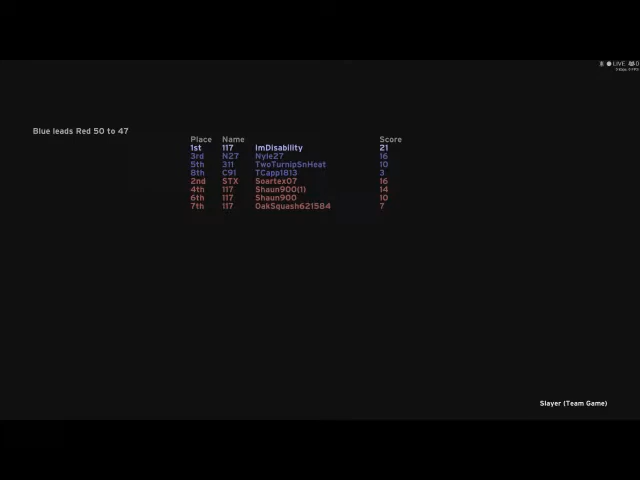 LIVE 0
Blue leads Red 50 to 47
Place Name Score
1st 117 ImDisability 21
3rd N27 Nyle27 16
5th 311 TwoTurnipSnHeat 10
8th C91 TCapp1813 3
2nd STX Soartex07 16
4th 117 Shaun900(1) 14
6th 117 Shaun900 10
7th 117 OakSquash621584 7
Slayer (Team Game)